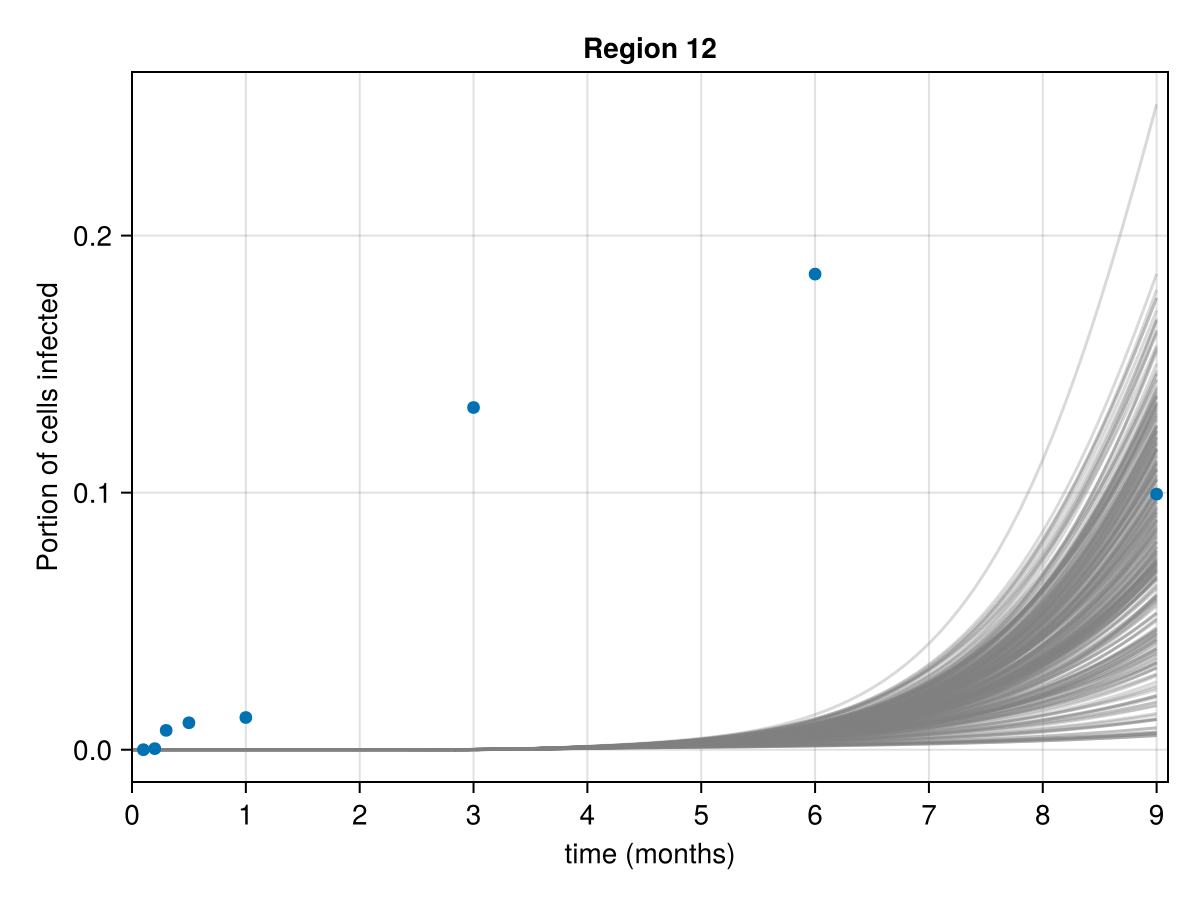 Region 12
Portion of cells infected
0.2
0.1
0.0
0 1 2 3 4 5 6 7 8 9
time (months)